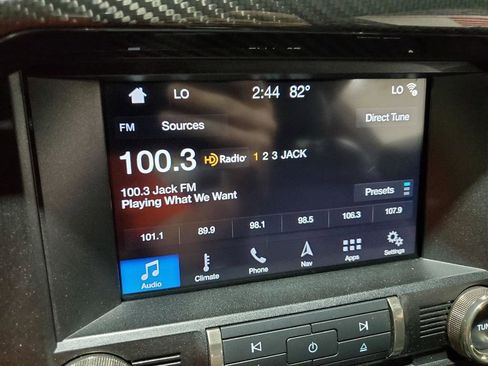 LO 2:44 82° LO
FM Sources Direct Tune
100.3 HD Radio 1 2 3 JACK
100.3 Jack FM
Playing What We Want
Presets
101.1 89.9 98.1 98.5 106.3 107.9
Audio Climate Phone Nav Apps Settings
TUN